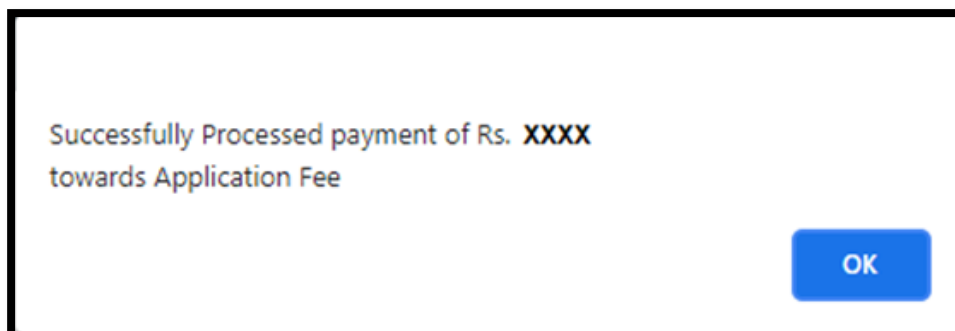 Successfully Processed payment of Rs. XXXX
towards Application Fee
OK